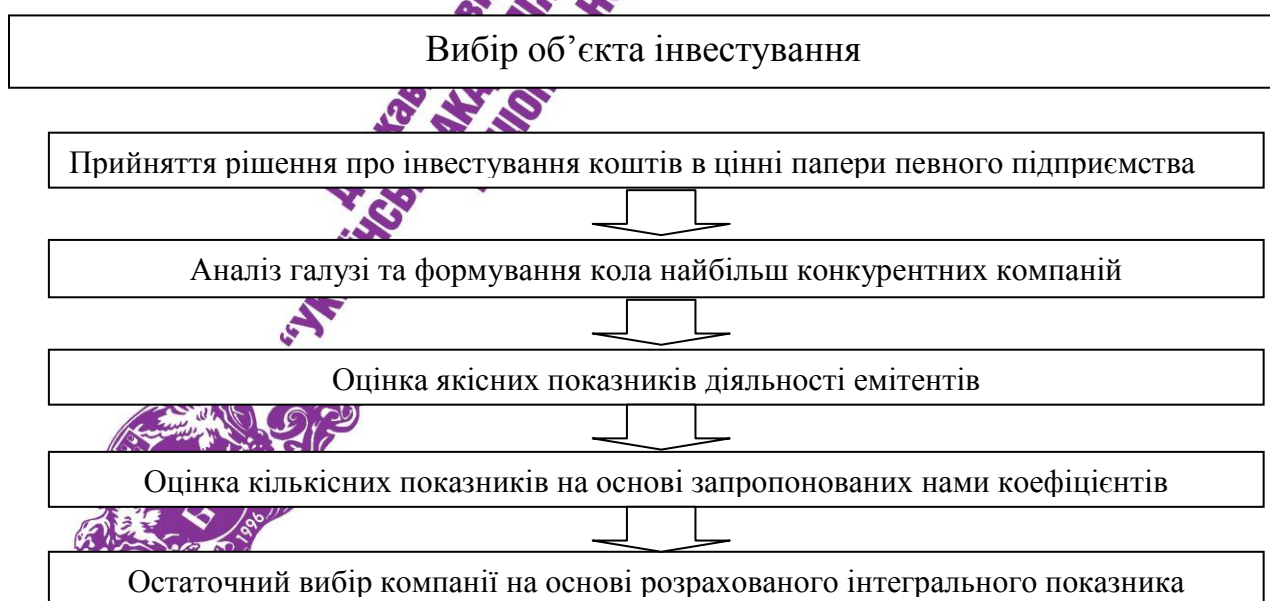 Вибір об’єкта інвестування
Прийняття рішення про інвестування коштів в цінні папери певного підприємства
Аналіз галузі та формування кола найбільш конкурентних компаній
Оцінка якісних показників діяльності емітентів
Оцінка кількісних показників на основі запропонованих нами коефіцієнтів
1996
Остаточний вибір компанії на основі розрахованого інтегрального показника